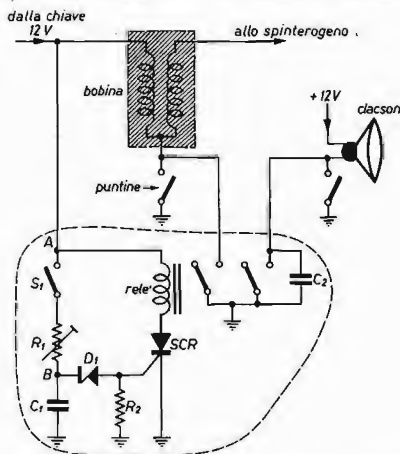 dalla chiave
12 V
allo spinterogeno
bobina
+12V
clacson
puntine
A
S1
relè
C2
R1
SCR
B
D1
C1
R2